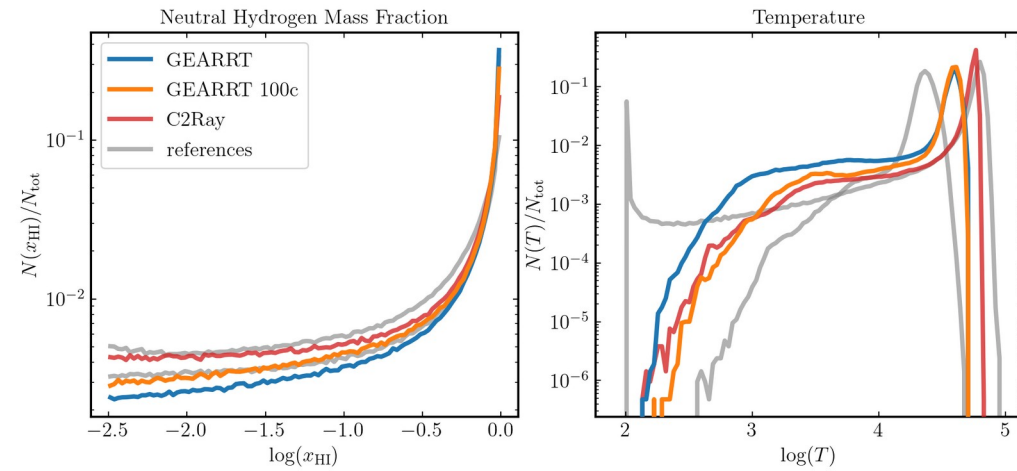 Neutral Hydrogen Mass Fraction
GEARRT
GEARRT 100c
C2Ray
references
N(x_HI)/N_tot
10⁻¹
10⁻²
−2.5 −2.0 −1.5 −1.0 −0.5 0.0
log(x_HI)
Temperature
N(T)/N_tot
10⁻¹
10⁻²
10⁻³
10⁻⁴
10⁻⁵
10⁻⁶
2 3 4 5
log(T)